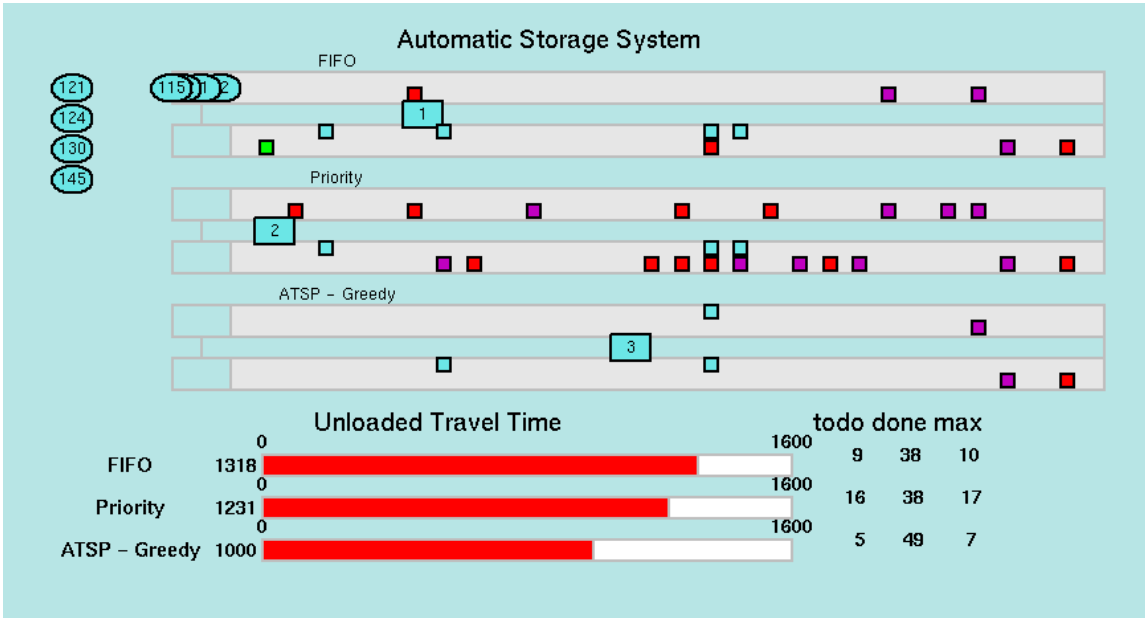 Automatic Storage System
FIFO
121
115 1 2
124
1
130
145
Priority
2
ATSP – Greedy
3
Unloaded Travel Time
todo done max
0 1600
FIFO 1318 9 38 10
0 1600
Priority 1231 16 38 17
0 1600
ATSP – Greedy 1000 5 49 7